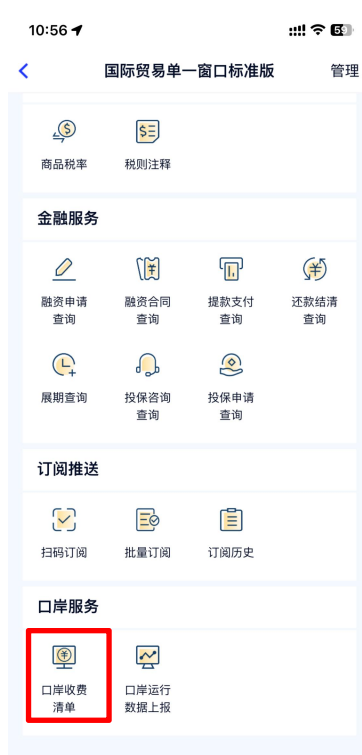 10:56
59
国际贸易单一窗口标准版
管理
商品税率
税则注释
金融服务
融资申请
查询
融资合同
查询
提款支付
查询
还款结清
查询
展期查询
投保咨询
查询
投保申请
查询
订阅推送
扫码订阅
批量订阅
订阅历史
口岸服务
口岸收费
清单
口岸运行
数据上报